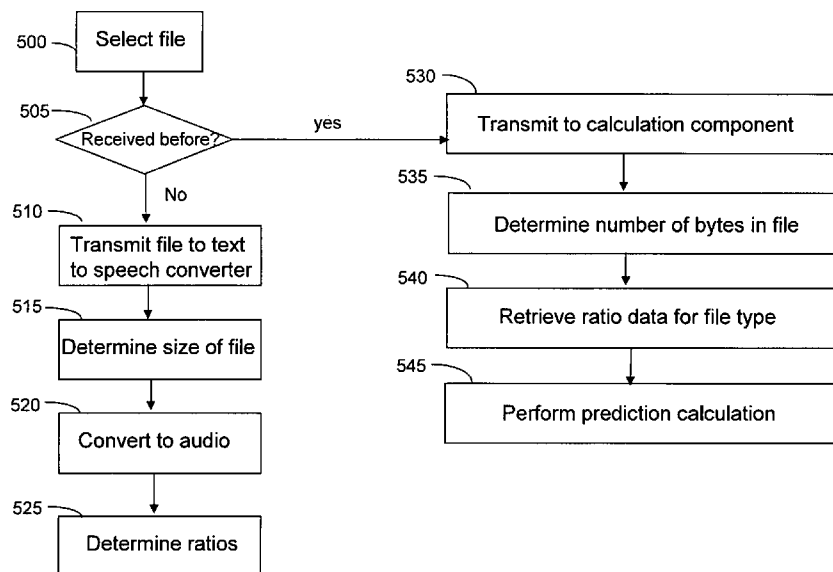 500
Select file
505
Received before?
yes
No
510
Transmit file to text
to speech converter
515
Determine size of file
520
Convert to audio
525
Determine ratios
530
Transmit to calculation component
535
Determine number of bytes in file
540
Retrieve ratio data for file type
545
Perform prediction calculation